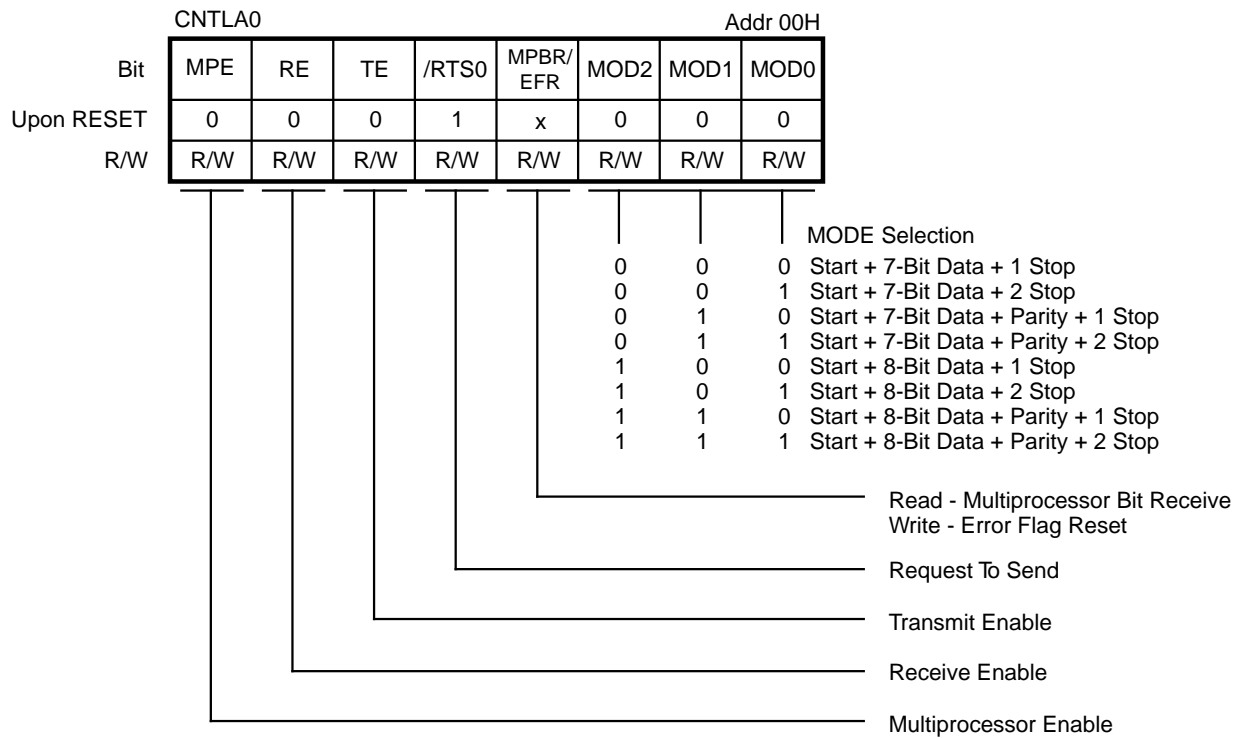 CNTLA0 Addr 00H
Bit MPE RE TE /RTS0 MPBR/ EFR MOD2 MOD1 MOD0
Upon RESET 0 0 0 1 x 0 0 0
R/W R/W R/W R/W R/W R/W R/W R/W R/W
MODE Selection
0 0 0 Start + 7-Bit Data + 1 Stop
0 0 1 Start + 7-Bit Data + 2 Stop
0 1 0 Start + 7-Bit Data + Parity + 1 Stop
0 1 1 Start + 7-Bit Data + Parity + 2 Stop
1 0 0 Start + 8-Bit Data + 1 Stop
1 0 1 Start + 8-Bit Data + 2 Stop
1 1 0 Start + 8-Bit Data + Parity + 1 Stop
1 1 1 Start + 8-Bit Data + Parity + 2 Stop
Read - Multiprocessor Bit Receive
Write - Error Flag Reset
Request To Send
Transmit Enable
Receive Enable
Multiprocessor Enable